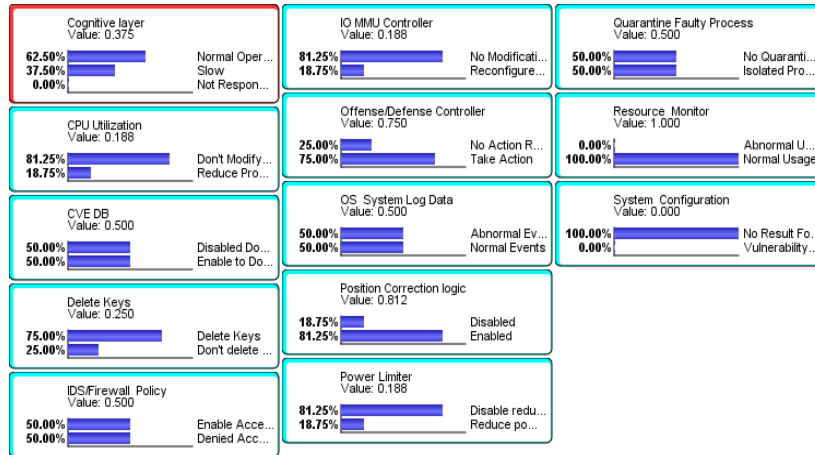 Cognitive layer
Value: 0.375
62.50% Normal Oper...
37.50% Slow
0.00% Not Respon...
CPU Utilization
Value: 0.188
81.25% Don't Modify...
18.75% Reduce Pro...
CVE DB
Value: 0.500
50.00% Disabled Do...
50.00% Enable to Do...
Delete Keys
Value: 0.250
75.00% Delete Keys
25.00% Don't delete ...
IDS/Firewall Policy
Value: 0.500
50.00% Enable Acce...
50.00% Denied Acc...
IO MMU Controller
Value: 0.188
81.25% No Modificati...
18.75% Reconfigure...
Offense/Defense Controller
Value: 0.750
25.00% No Action R...
75.00% Take Action
OS System Log Data
Value: 0.500
50.00% Abnormal Ev...
50.00% Normal Events
Position Correction logic
Value: 0.812
18.75% Disabled
81.25% Enabled
Power Limiter
Value: 0.188
81.25% Disable redu...
18.75% Reduce po...
Quarantine Faulty Process
Value: 0.500
50.00% No Quaranti...
50.00% Isolated Pro...
Resource Monitor
Value: 1.000
0.00% Abnormal U...
100.00% Normal Usage
System Configuration
Value: 0.000
100.00% No Result Fo...
0.00% Vulnerability...